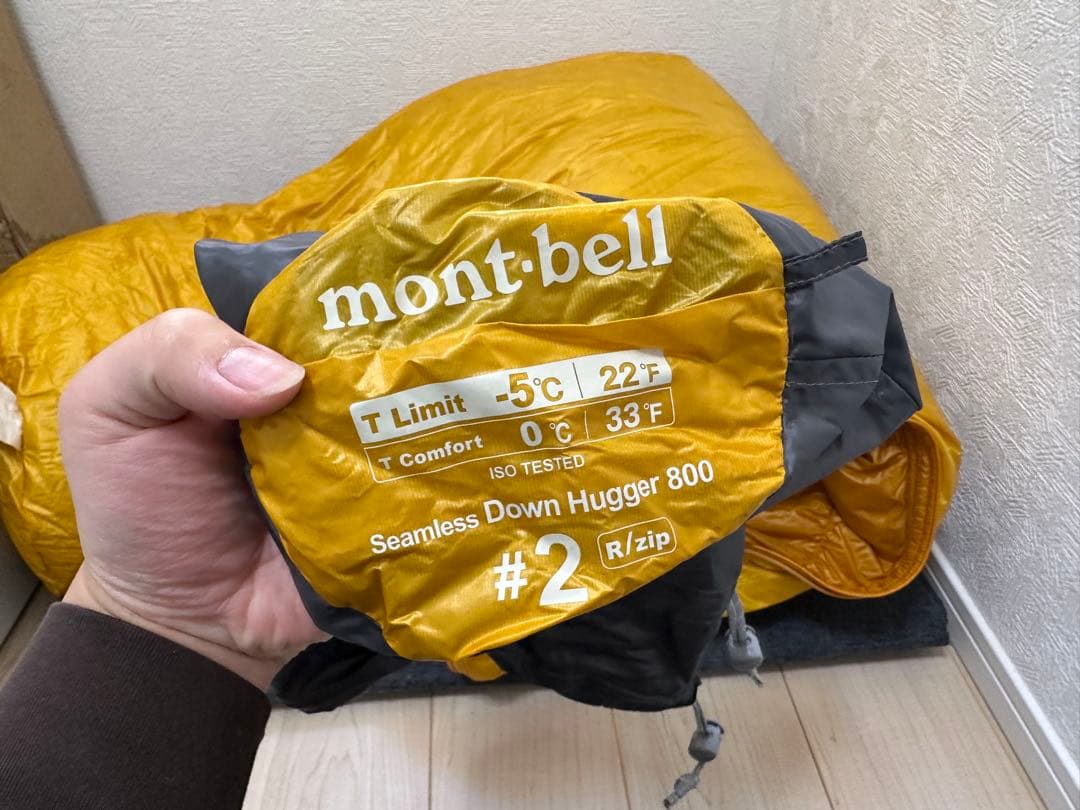 mont·bell
T Limit -5℃ 22°F
T Comfort 0℃ 33°F
ISO TESTED
Seamless Down Hugger 800
#2 R/zip